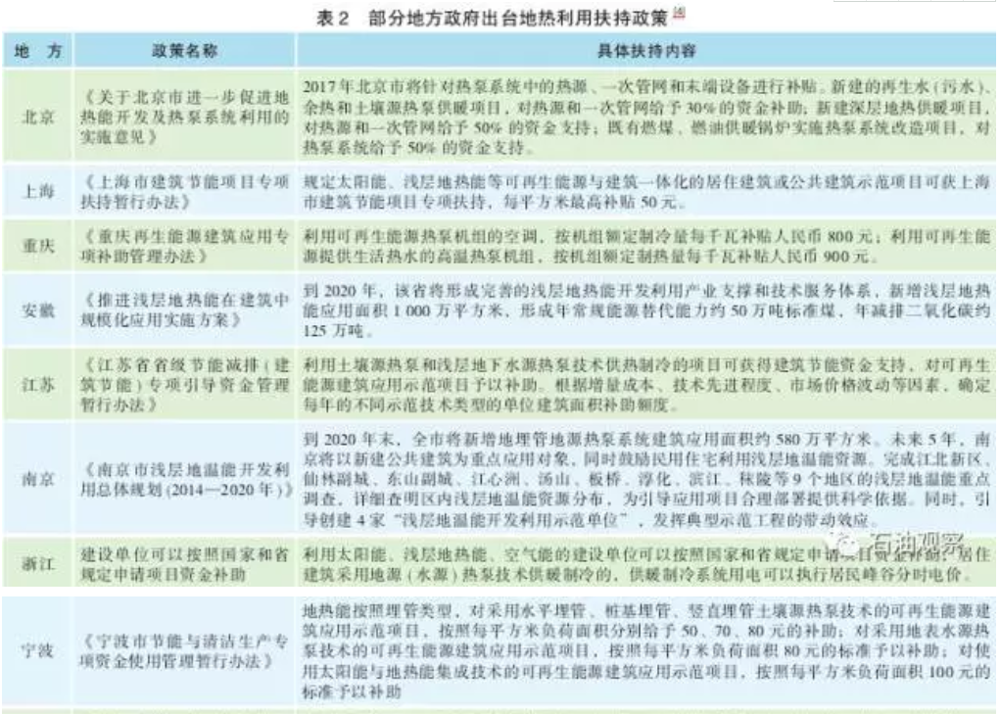 表2 部分地方政府出台地热利用扶持政策[4]
地 方 政策名称 具体扶持内容
北京
《关于北京市进一步促进地
热能开发及热泵系统利用的
实施意见》
2017年北京市将针对热泵系统中的热源、一次管网和末端设备进行补贴。新建的再生水(污水)、
余热和土壤源热泵供暖项目，对热源和一次管网给予30%的资金补助；新建深层地热供暖项目，
对热源和一次管网给予50%的资金支持；既有燃煤、燃油供暖锅炉实施热泵系统改造项目，对
热泵系统给予50%的资金支持。
上海
《上海市建筑节能项目专项
扶持暂行办法》
规定太阳能、浅层地热能等可再生能源与建筑一体化的居住建筑或公共建筑示范项目可获上海
市建筑节能项目专项扶持，每平方米最高补贴50元。
重庆
《重庆再生能源建筑应用专
项补助管理办法》
利用可再生能源热泵机组的空调，按机组额定制冷量每千瓦补贴人民币800元；利用可再生能
源提供生活热水的高温热泵机组，按机组额定制热量每千瓦补贴人民币900元。
安徽
《推进浅层地热能在建筑中
规模化应用实施方案》
到2020年，该省将形成完善的浅层地热能开发利用产业支撑和技术服务体系，新增浅层地热
能应用面积1 000万平方米，形成年常规能源替代能力约50万吨标准煤，年减排二氧化碳约
125万吨。
江苏
《江苏省省级节能减排(建
筑节能)专项引导资金管理
暂行办法》
利用土壤源热泵和浅层地下水源热泵技术供热制冷的项目可获得建筑节能资金支持，对可再生
能源建筑应用示范项目予以补助。根据增量成本、技术先进程度、市场价格波动等因素，确定
每年的不同示范技术类型的单位建筑面积补助额度。
南京
《南京市浅层地温能开发利
用总体规划(2014—2020年)》
到2020年末，全市将新增地埋管地源热泵系统建筑应用面积约580万平方米。未来5年，南
京将以新建公共建筑为重点应用对象，同时鼓励民用住宅利用浅层地温能资源。完成江北新区、
仙林副城、东山副城、江心洲、汤山、板桥、淳化、滨江、秣陵等9个地区的浅层地温能重点
调查，详细查明区内浅层地温能资源分布，为引导应用项目合理部署提供科学依据。同时，引
导创建4家“浅层地温能开发利用示范单位”，发挥典型示范工程的带动效应。
浙江
建设单位可以按照国家和省
规定申请项目资金补助
利用太阳能、浅层地热能、空气能的建设单位可以按照国家和省规定申请项目资金补助。居住
建筑采用地源(水源)热泵技术供暖制冷的，供暖制冷系统用电可以执行居民峰谷分时电价。
石油观察
宁波
《宁波市节能与清洁生产专
项资金使用管理暂行办法》
地热能按照埋管类型，对采用水平埋管、桩基埋管、竖直埋管土壤源热泵技术的可再生能源建
筑应用示范项目，按照每平方米负荷面积分别给予50、70、80元的补助；对采用地表水源热
泵技术的可再生能源建筑应用示范项目，按照每平方米负荷面积80元的标准予以补助；对使
用太阳能与地热能集成技术的可再生能源建筑应用示范项目，按照每平方米负荷面积100元的
标准予以补助